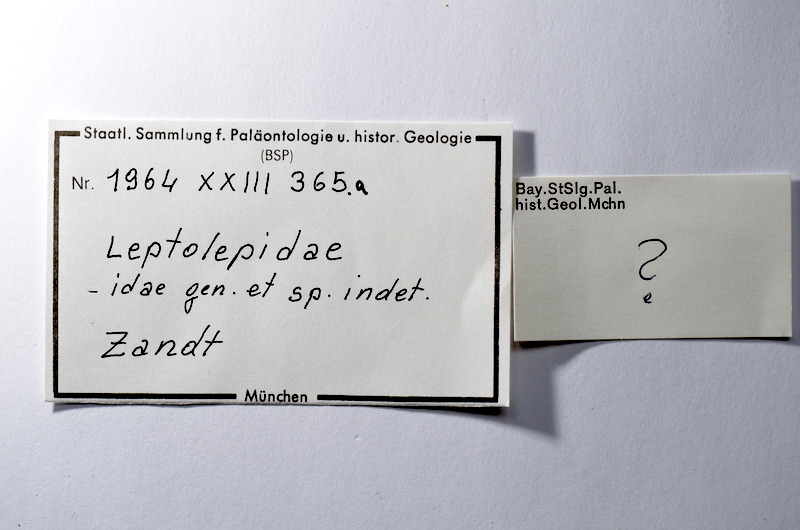 Staatl. Sammlung f. Paläontologie u. histor. Geologie
(BSP)
Nr. 1964 XXIII 365.a
Leptolepidae
- idae gen. et sp. indet.
Zandt
München
Bay.StSlg.Pal.
hist.Geol.Mchn
?